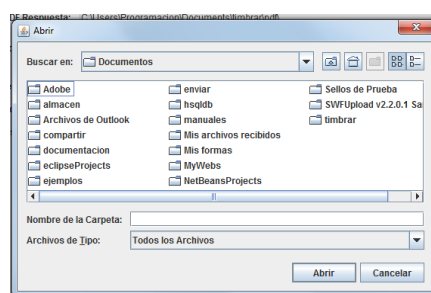 DF Respuesta: C:\Users\Programacion\Documents\timbrar\pdf\
Abrir
Buscar en: Documentos
Adobe enviar Sellos de Prueba
almacen hsqldb SWFUpload v2.2.0.1 Sa
Archivos de Outlook manuales timbrar
compartir Mis archivos recibidos
documentacion Mis formas
eclipseProjects MyWebs
ejemplos NetBeansProjects
Nombre de la Carpeta:
Archivos de Tipo: Todos los Archivos
Abrir Cancelar